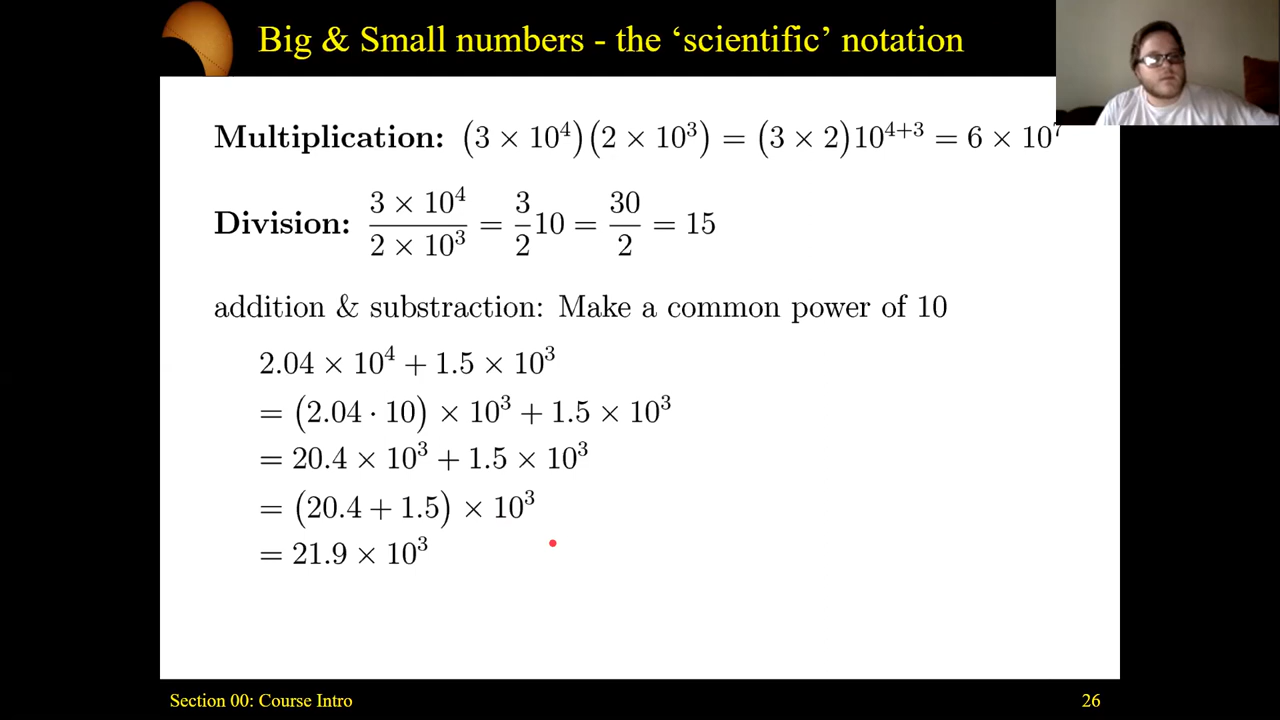 Big & Small numbers - the ‘scientific’ notation
Multiplication: (3 × 10⁴)(2 × 10³) = (3 × 2)10⁴⁺³ = 6 × 10⁷
Division: \frac{3 × 10⁴}{2 × 10³} = \frac{3}{2}10 = \frac{30}{2} = 15
addition & substraction: Make a common power of 10
2.04 × 10⁴ + 1.5 × 10³
= (2.04 · 10) × 10³ + 1.5 × 10³
= 20.4 × 10³ + 1.5 × 10³
= (20.4 + 1.5) × 10³
= 21.9 × 10³
Section 00: Course Intro 26